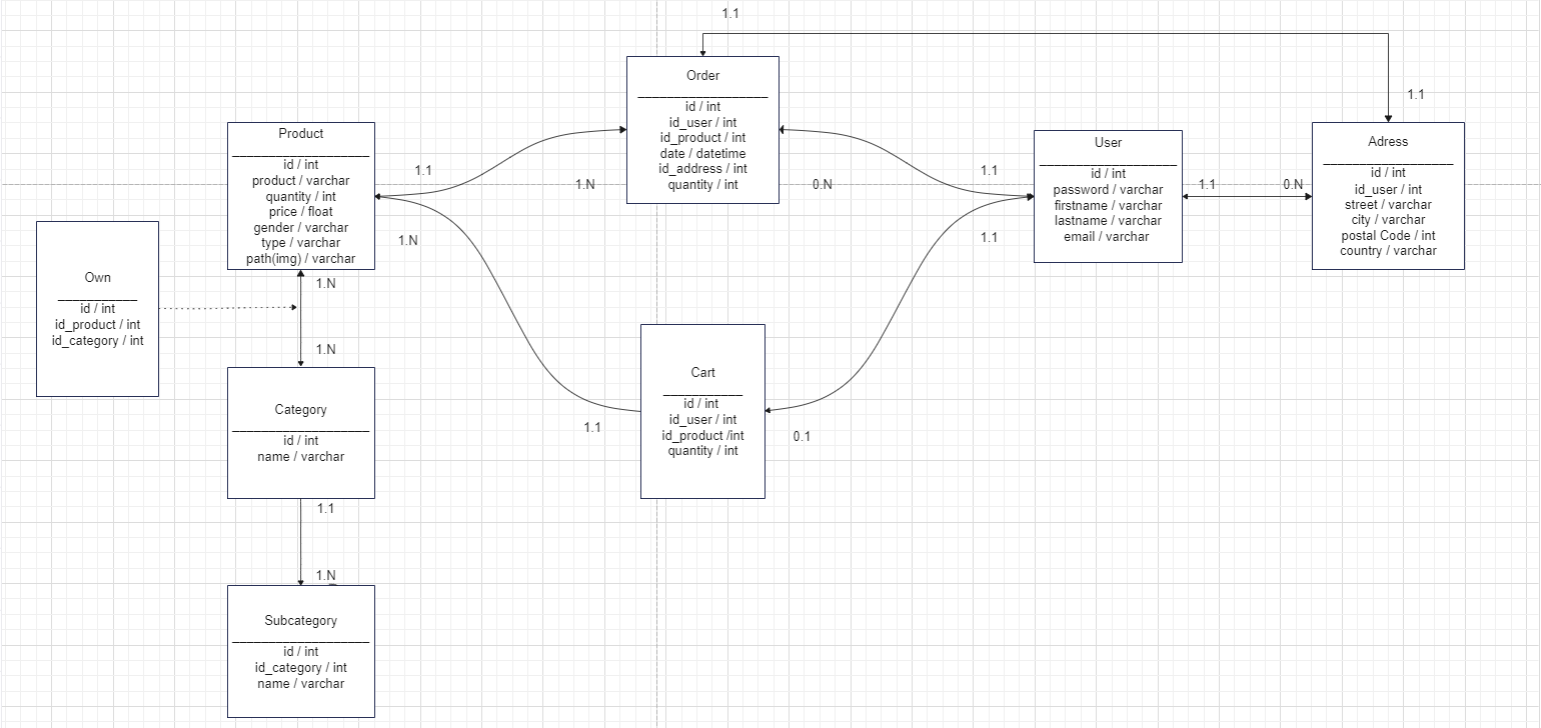 1.1
1.1
Order
id / int
id_user / int
id_product / int
date / datetime
id_address / int
quantity / int
Product
id / int
product / varchar
quantity / int
price / float
gender / varchar
type / varchar
path(img) / varchar
1.1
1.N
0.N
1.1
User
id / int
password / varchar
firstname / varchar
lastname / varchar
email / varchar
1.1
0.N
Adress
id / int
id_user / int
street / varchar
city / varchar
postal Code / int
country / varchar
1.N
1.1
Own
id / int
id_product / int
id_category / int
1.N
1.N
Category
id / int
name / varchar
Cart
id / int
id_user / int
id_product /int
quantity / int
1.1
0.1
1.1
1.N
Subcategory
id / int
id_category / int
name / varchar